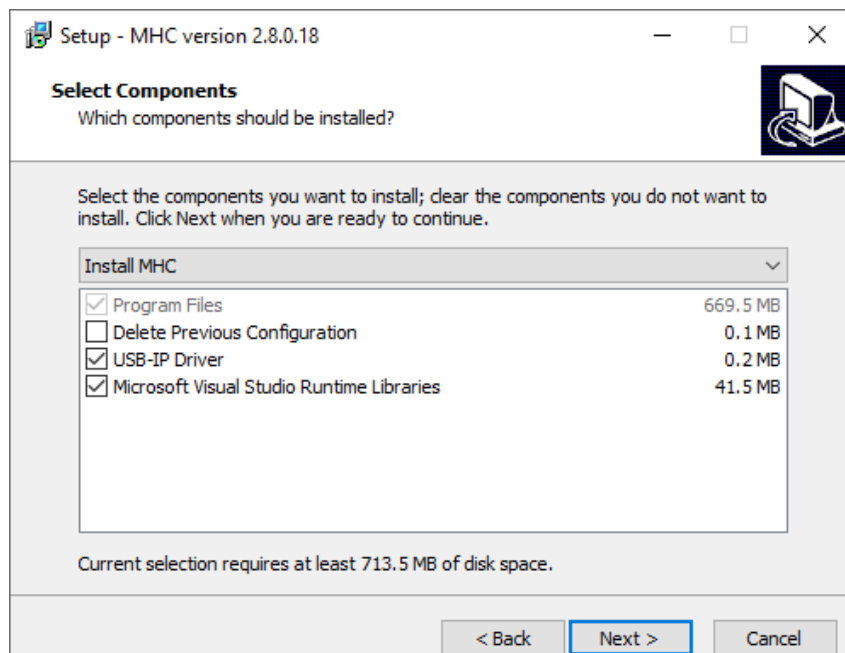 Setup - MHC version 2.8.0.18
Select Components
Which components should be installed?
Select the components you want to install; clear the components you do not want to
install. Click Next when you are ready to continue.
Install MHC
Program Files 669.5 MB
Delete Previous Configuration 0.1 MB
USB-IP Driver 0.2 MB
Microsoft Visual Studio Runtime Libraries 41.5 MB
Current selection requires at least 713.5 MB of disk space.
< Back Next > Cancel